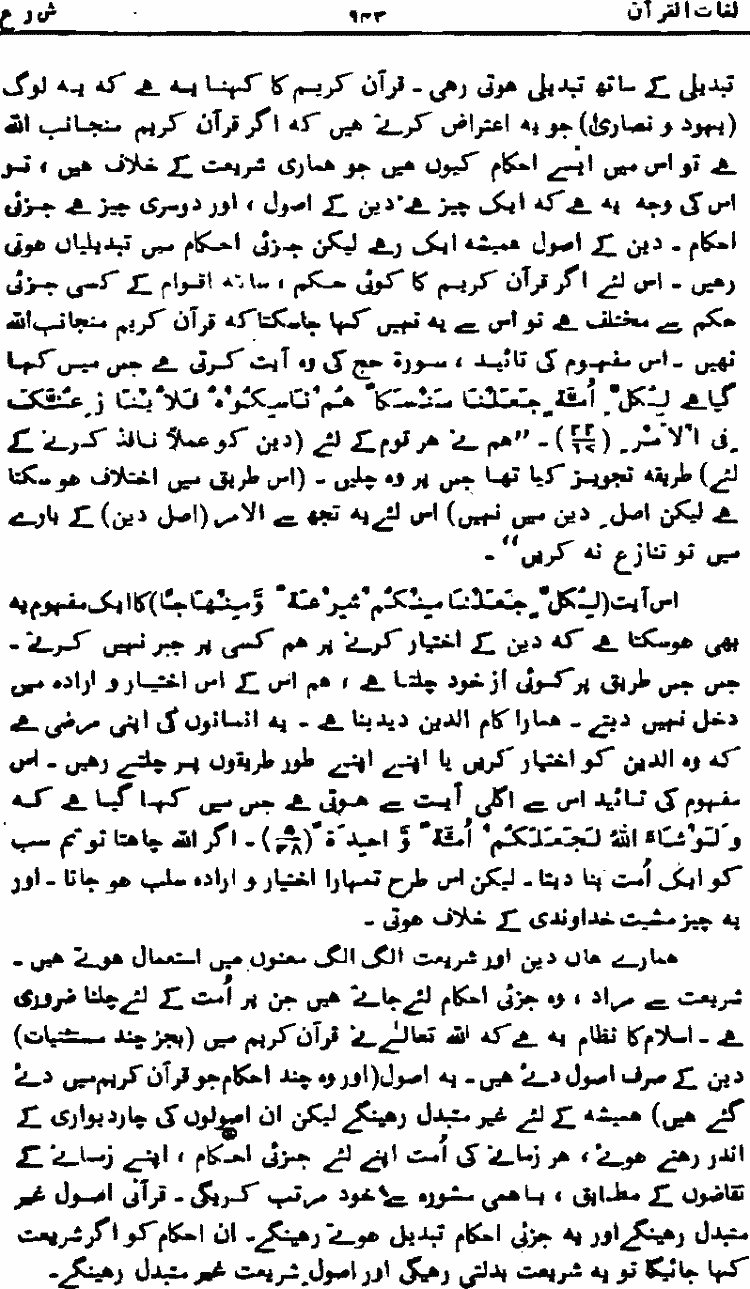 لغات القرآن ۹۴۳ ش ر ع
تبدیلی کے ساتھ تبدیلی ہوتی رہی ۔ قرآن کریم کا کہنا یہ ہے کہ یہ لوگ
(یہود و نصاریٰ) جو یہ اعتراض کرتے ہیں کہ اگر قرآن کریم منجانب اللہ
ہے تو اس میں ایسے احکام کیوں ہیں جو ہماری شریعت کے خلاف ہیں ، تو
اس کی وجہ یہ ہے کہ ایک چیز ہے دین کے اصول ، اور دوسری چیز ہے جزئی
احکام ۔ دین کے اصول ہمیشہ ایک رہے لیکن جزئی احکام میں تبدیلیاں ہوتی
رہیں ۔ اس لئے اگر قرآن کریم کا کوئی حکم ، سابقہ اقوام کے کسی جزئی
حکم سے مختلف ہے تو اس سے یہ نہیں کہا جاسکتا کہ قرآن کریم منجانب اللہ
نہیں ۔ اس مفہوم کی تائید ، سورۃ حج کی وہ آیت کرتی ہے جس میں کہا
گیا ہے لِكُلِّ اُمَّةٍ جَعَلْنَا مَنْسَكًا هُمْ نَاسِكُوْهُ فَلَا يُنَازِعُنَّكَ
فِى الْاَمْرِ (۲۲/۶۷) ۔ ’’ہم نے ہر قوم کے لئے (دین کو عملاً نافذ کرنے کے
لئے) طریقہ تجویز کیا تھا جس پر وہ چلیں ۔ (اس طریق میں اختلاف ہو سکتا
ہے لیکن اصلِ دین میں نہیں) اس لئے یہ تجھ سے الامر (اصل دین) کے بارے
میں تو تنازع نہ کریں‘‘ ۔
اس آیت (لِكُلٍّ جَعَلْنَا مِنْكُمْ شِرْعَةً وَّمِنْهَاجًا) کا ایک مفہوم یہ
بھی ہوسکتا ہے کہ دین کے اختیار کرنے پر ہم کسی پر جبر نہیں کرتے ۔
جس جس طریق پر کوئی از خود چلتا ہے ، ہم اس کے اس اختیار و ارادہ میں
دخل نہیں دیتے ۔ ہمارا کام الدین دیدینا ہے ۔ یہ انسانوں کی اپنی مرضی ہے
کہ وہ الدین کو اختیار کریں یا اپنے اپنے طور طریقوں پر چلتے رہیں ۔ اس
مفہوم کی تائید اس سے اگلی آیت سے ہوتی ہے جس میں کہا گیا ہے کہ
وَلَوْ شَاءَ اللّٰهُ لَجَعَلَكُمْ اُمَّةً وَّاحِدَةً (۵/۴۸) ۔ اگر اللہ چاہتا تو تم سب
کو ایک اُمت بنا دیتا ۔ لیکن اس طرح تمہارا اختیار و ارادہ سلب ہو جاتا ۔ اور
یہ چیز مشیت خداوندی کے خلاف ہوتی ۔
ہمارے ہاں دین اور شریعت الگ الگ معنوں میں استعمال ہوتے ہیں ۔
شریعت سے مراد ، وہ جزئی احکام لئے جاتے ہیں جن پر اُمت کے لئے چلنا ضروری
ہے ۔ اسلام کا نظام یہ ہے کہ اللہ تعالٰے نے قرآن کریم میں (بجز چند مستثنیات)
دین کے صرف اصول دئے ہیں ۔ یہ اصول (اور وہ چند احکام جو قرآن کریم میں دئے
گئے ہیں) ہمیشہ کے لئے غیر متبدل رہینگے لیکن ان اصولوں کی چاردیواری کے
اندر رہتے ہوئے ، ہر زمانے کی اُمت اپنے لئے جزئی احکام ، اپنے زمانے کے
تقاضوں کے مطابق ، باہمی مشورہ سے خود مرتب کریگی ۔ قرآنی اصول غیر
متبدل رہینگے اور یہ جزئی احکام تبدیل ہوتے رہینگے ۔ ان احکام کو اگر شریعت
کہا جائیگا تو یہ شریعت بدلتی رہیگی اور اصولِ شریعت غیر متبدل رہینگے ۔